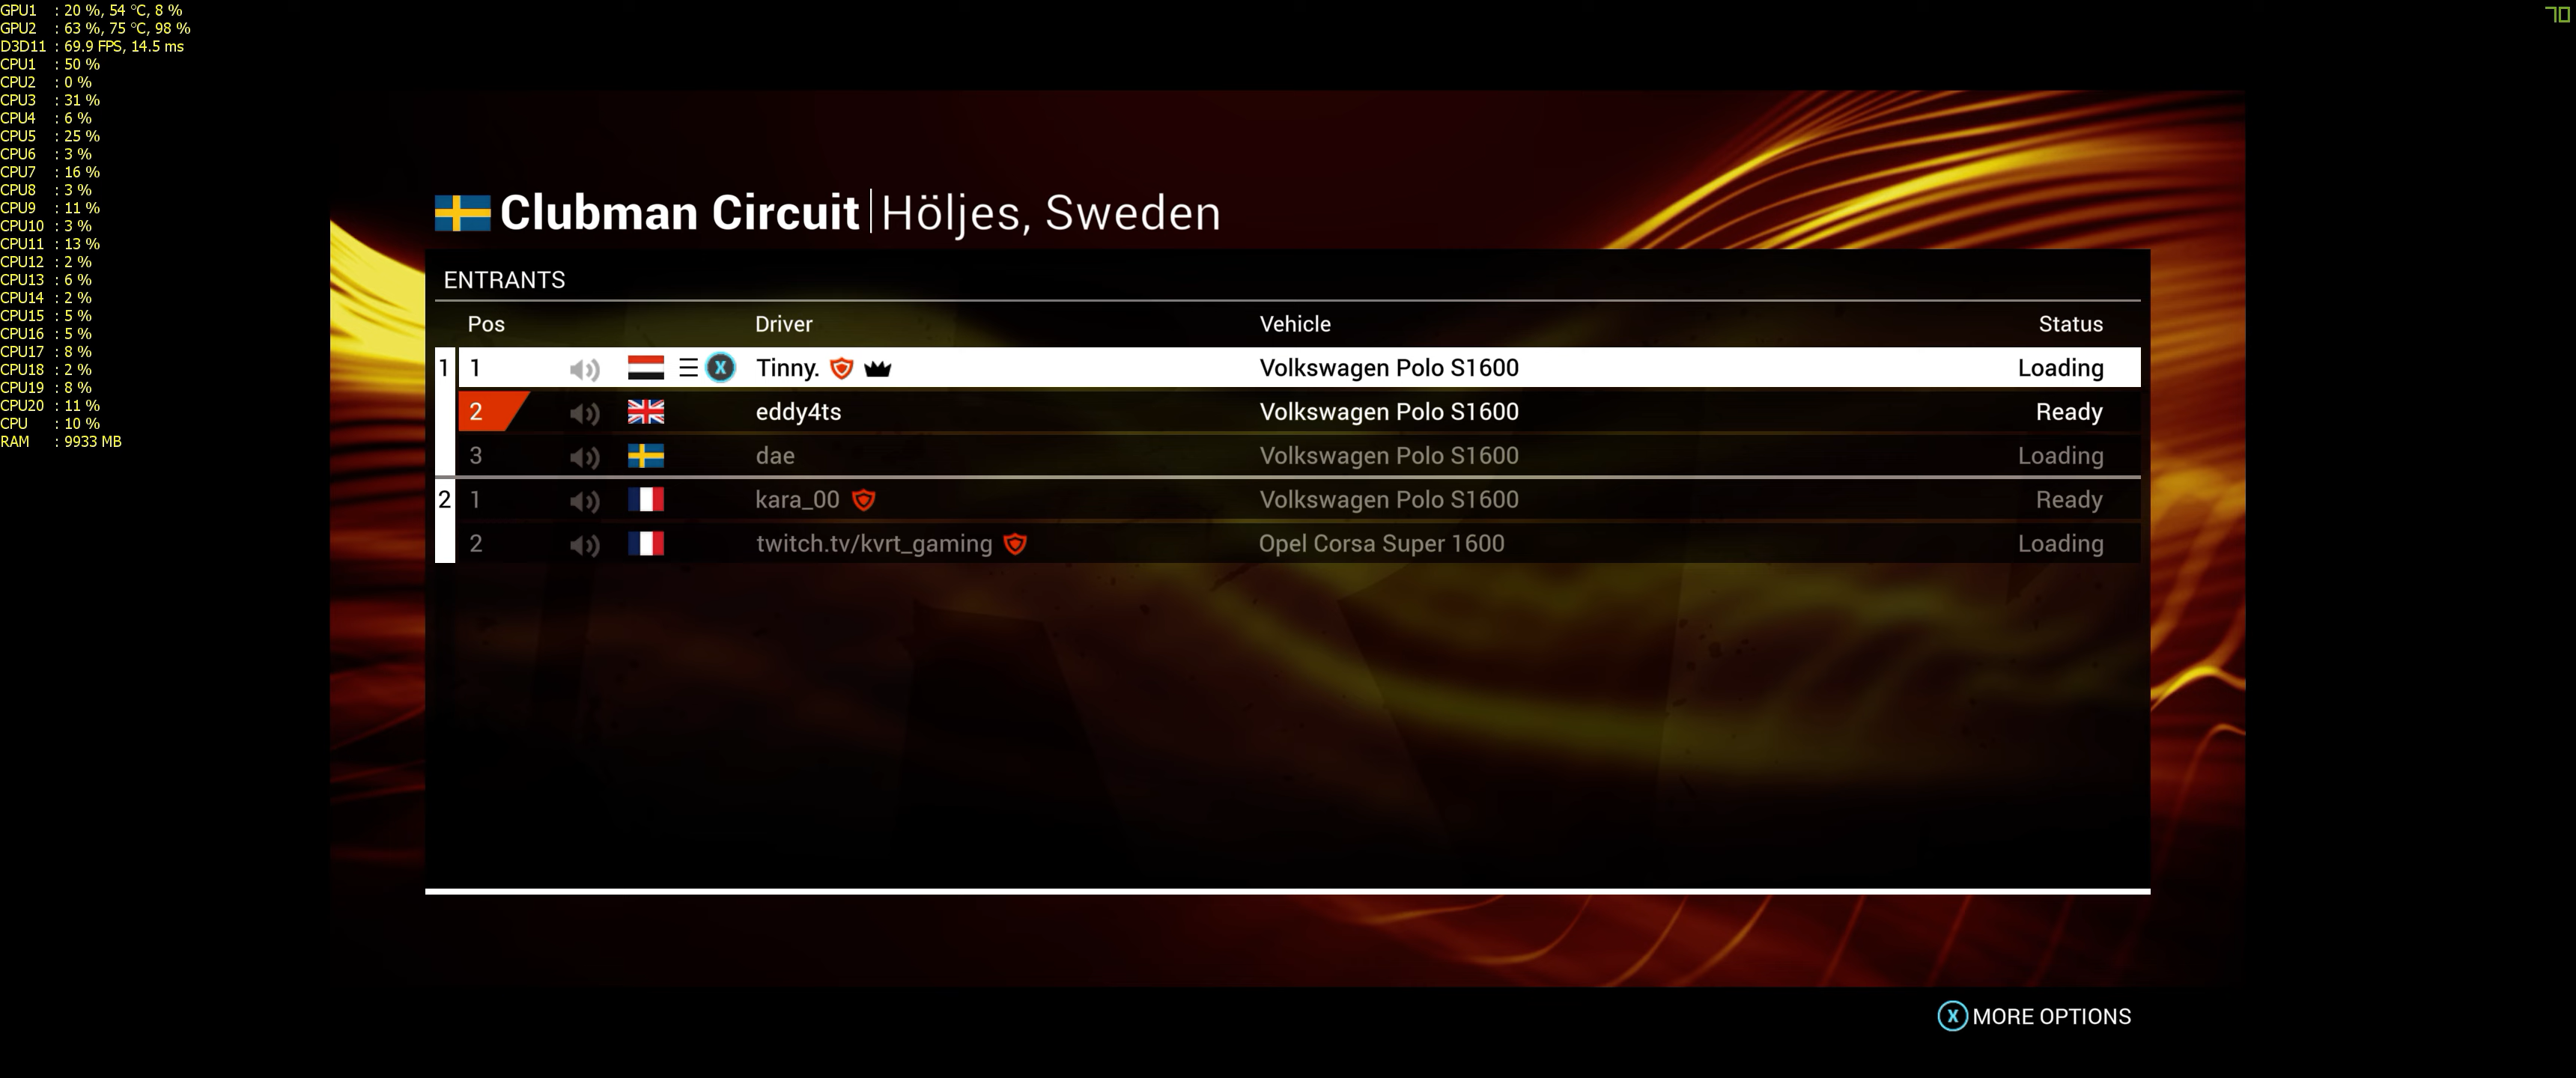 GPU1 : 20 %, 54 °C, 8 %
GPU2 : 63 %, 75 °C, 98 %
D3D11 : 69.9 FPS, 14.5 ms
CPU1 : 50 %
CPU2 : 0 %
CPU3 : 31 %
CPU4 : 6 %
CPU5 : 25 %
CPU6 : 3 %
CPU7 : 16 %
CPU8 : 3 %
CPU9 : 11 %
CPU10 : 3 %
CPU11 : 13 %
CPU12 : 2 %
CPU13 : 6 %
CPU14 : 2 %
CPU15 : 5 %
CPU16 : 5 %
CPU17 : 8 %
CPU18 : 2 %
CPU19 : 8 %
CPU20 : 11 %
CPU : 10 %
RAM : 9933 MB
70
Clubman Circuit | Höljes, Sweden
ENTRANTS
Pos Driver Vehicle Status
1 1 X Tinny. Volkswagen Polo S1600 Loading
2 eddy4ts Volkswagen Polo S1600 Ready
3 dae Volkswagen Polo S1600 Loading
2 1 kara_00 Volkswagen Polo S1600 Ready
2 twitch.tv/kvrt_gaming Opel Corsa Super 1600 Loading
X MORE OPTIONS